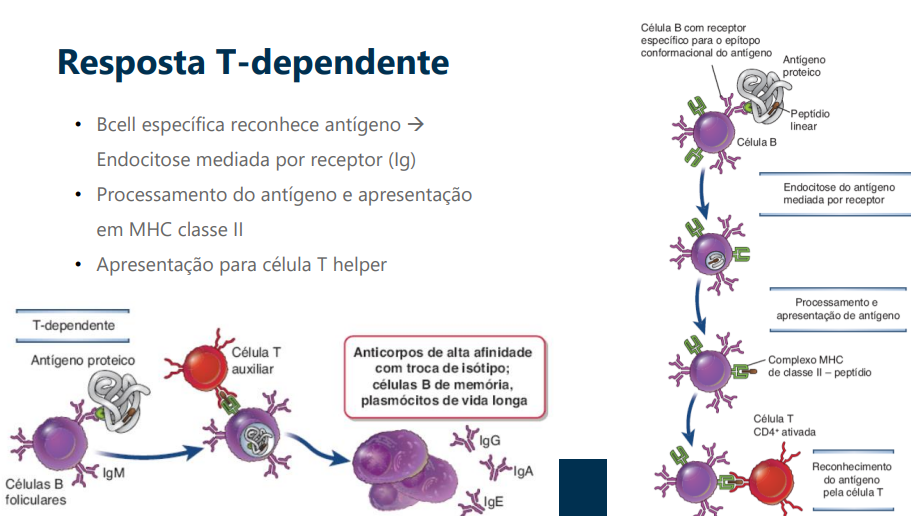 Resposta T-dependente
• Bcell específica reconhece antígeno →
Endocitose mediada por receptor (Ig)
• Processamento do antígeno e apresentação
em MHC classe II
• Apresentação para célula T helper
T-dependente
Antígeno proteico
Célula T
auxiliar
IgM
Células B
foliculares
Anticorpos de alta afinidade
com troca de isótipo;
células B de memória,
plasmócitos de vida longa
IgG
IgA
IgE
Célula B com receptor
específico para o epítopo
conformacional do antígeno
Antígeno
proteico
Peptídio
linear
Célula B
Endocitose do antígeno
mediada por receptor
Processamento e
apresentação de antígeno
Complexo MHC
de classe II – peptídio
Célula T
CD4+ ativada
Reconhecimento
do antígeno
pela célula T